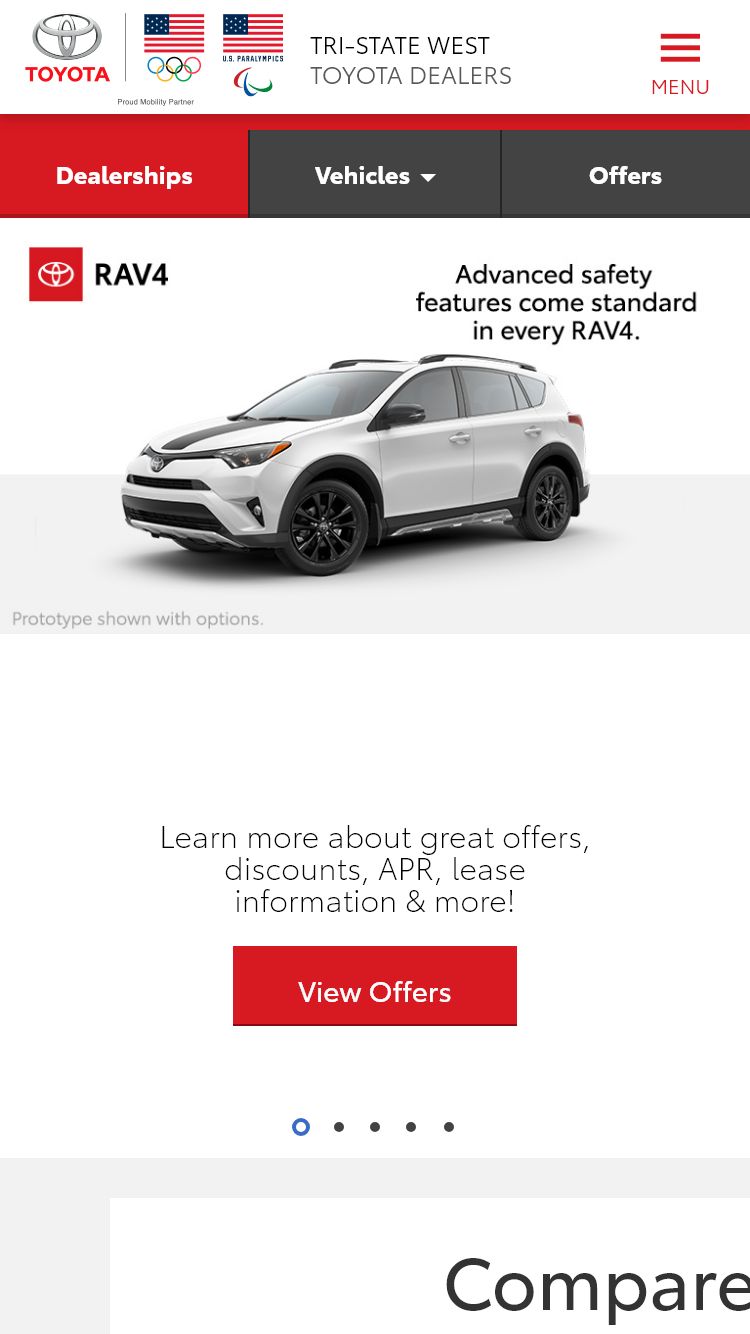 TOYOTA
U.S. PARALYMPICS
Proud Mobility Partner
TRI-STATE WEST
TOYOTA DEALERS
MENU
Dealerships
Vehicles
Offers
RAV4
Advanced safety
features come standard
in every RAV4.
Prototype shown with options.
Learn more about great offers,
discounts, APR, lease
information & more!
View Offers
Compare